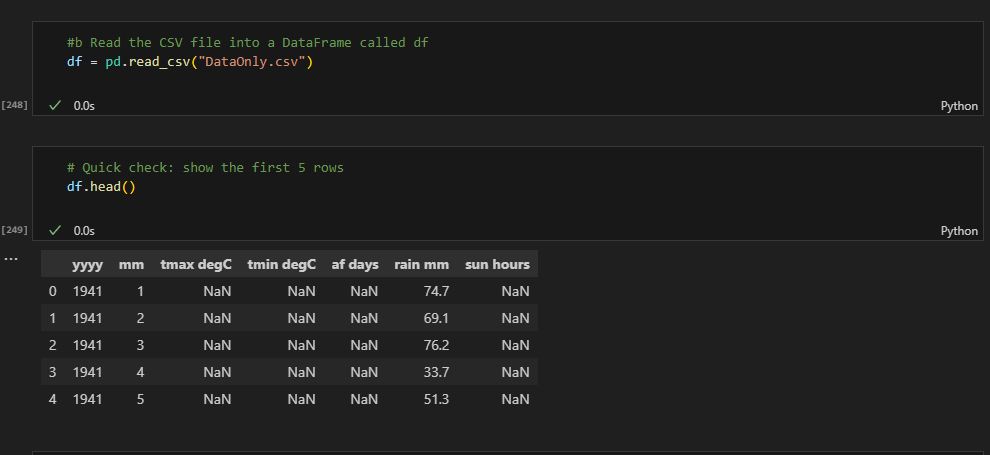 #b Read the CSV file into a DataFrame called df
df = pd.read_csv("DataOnly.csv")
[248] 0.0s Python
# Quick check: show the first 5 rows
df.head()
[249] 0.0s Python
...
yyyy mm tmax degC tmin degC af days rain mm sun hours
0 1941 1 NaN NaN NaN 74.7 NaN
1 1941 2 NaN NaN NaN 69.1 NaN
2 1941 3 NaN NaN NaN 76.2 NaN
3 1941 4 NaN NaN NaN 33.7 NaN
4 1941 5 NaN NaN NaN 51.3 NaN